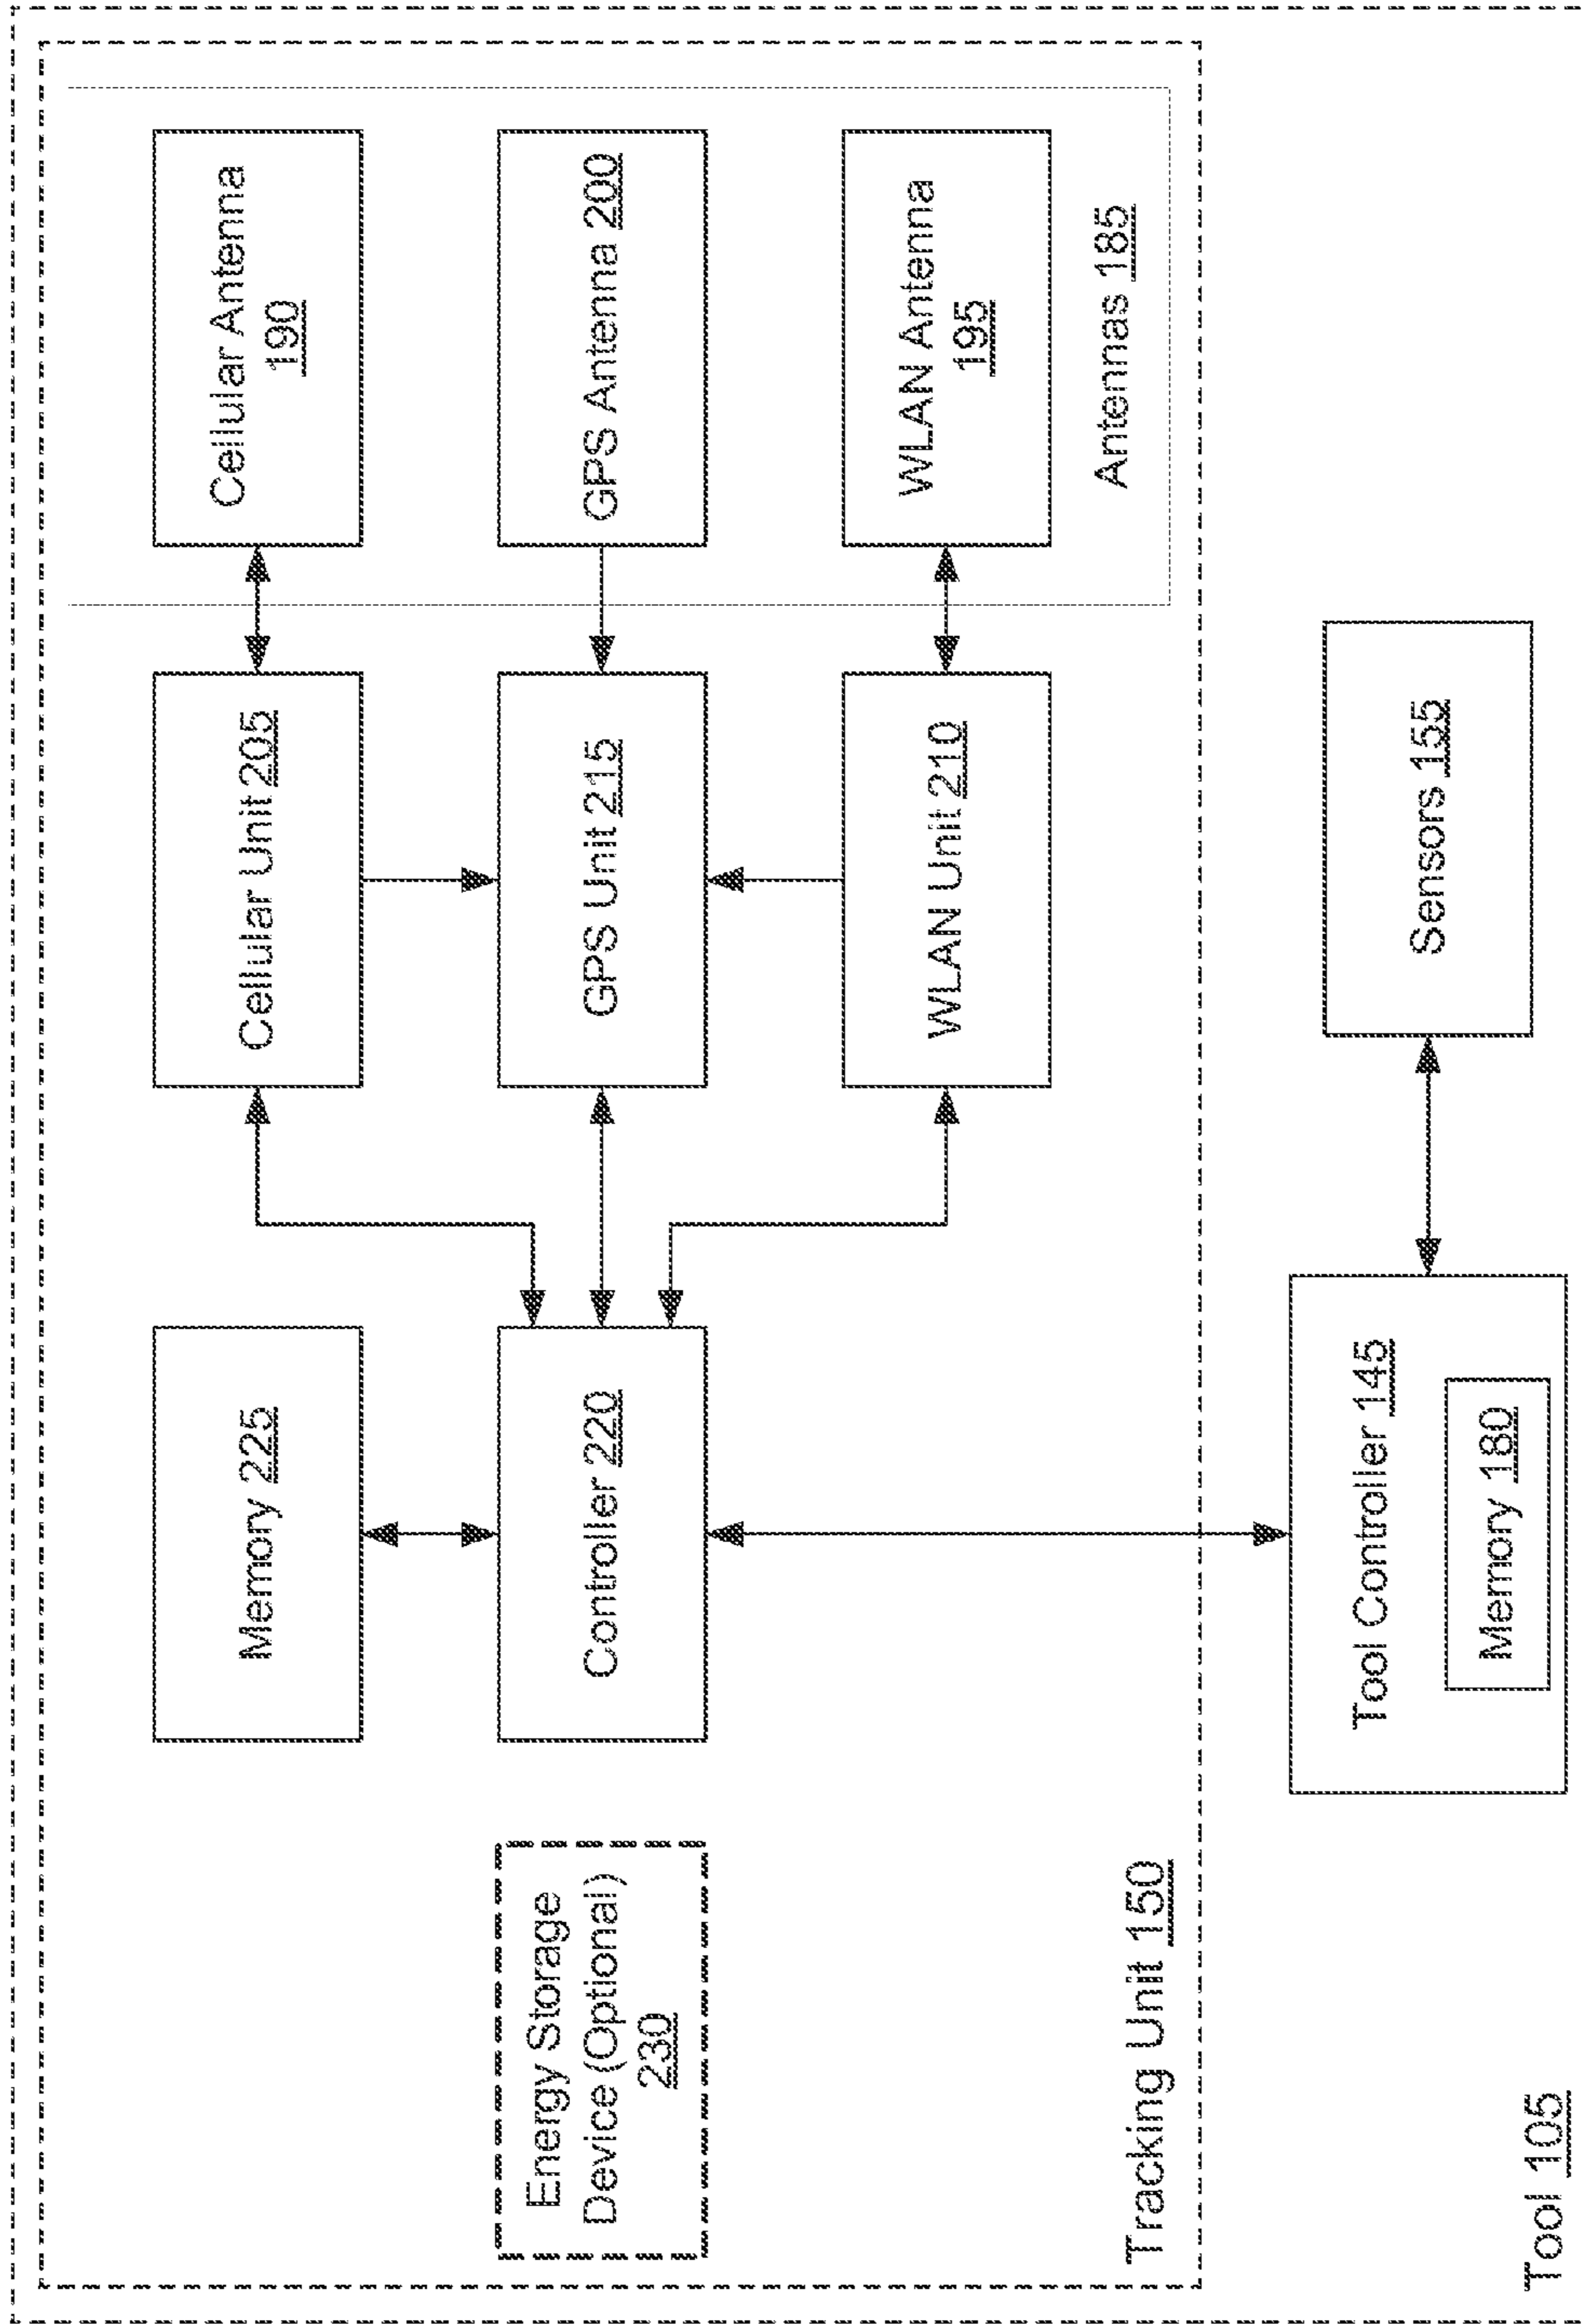 Memory 225
Cellular Unit 205
Cellular Antenna
190
Energy Storage
Device (Optional)
230
Controller 220
GPS Unit 215
GPS Antenna 200
WLAN Unit 210
WLAN Antenna
195
Antennas 185
Tracking Unit 150
Tool Controller 145
Memory 180
Sensors 155
Tool 105